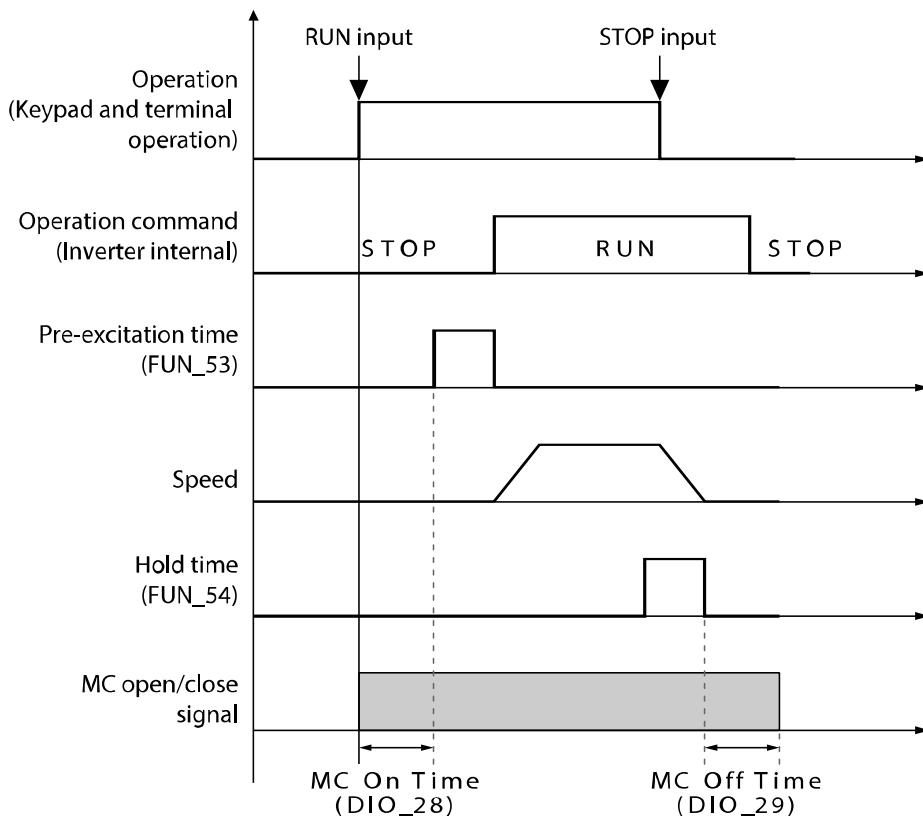 RUN input
STOP input
Operation
(Keypad and terminal
operation)
Operation command
(Inverter internal)
STOP
RUN
STOP
Pre-excitation time
(FUN_53)
Speed
Hold time
(FUN_54)
MC open/close
signal
MC On Time
(DIO_28)
MC Off Time
(DIO_29)